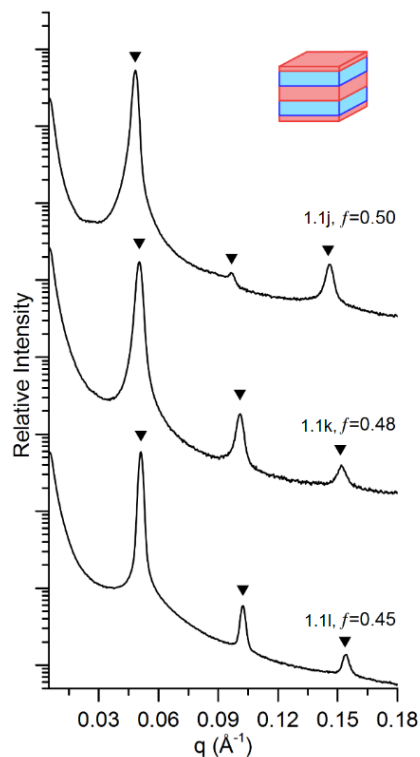 1.1j, f=0.50
1.1k, f=0.48
1.1l, f=0.45
Relative Intensity
0.03 0.06 0.09 0.12 0.15 0.18
q (Å-1)